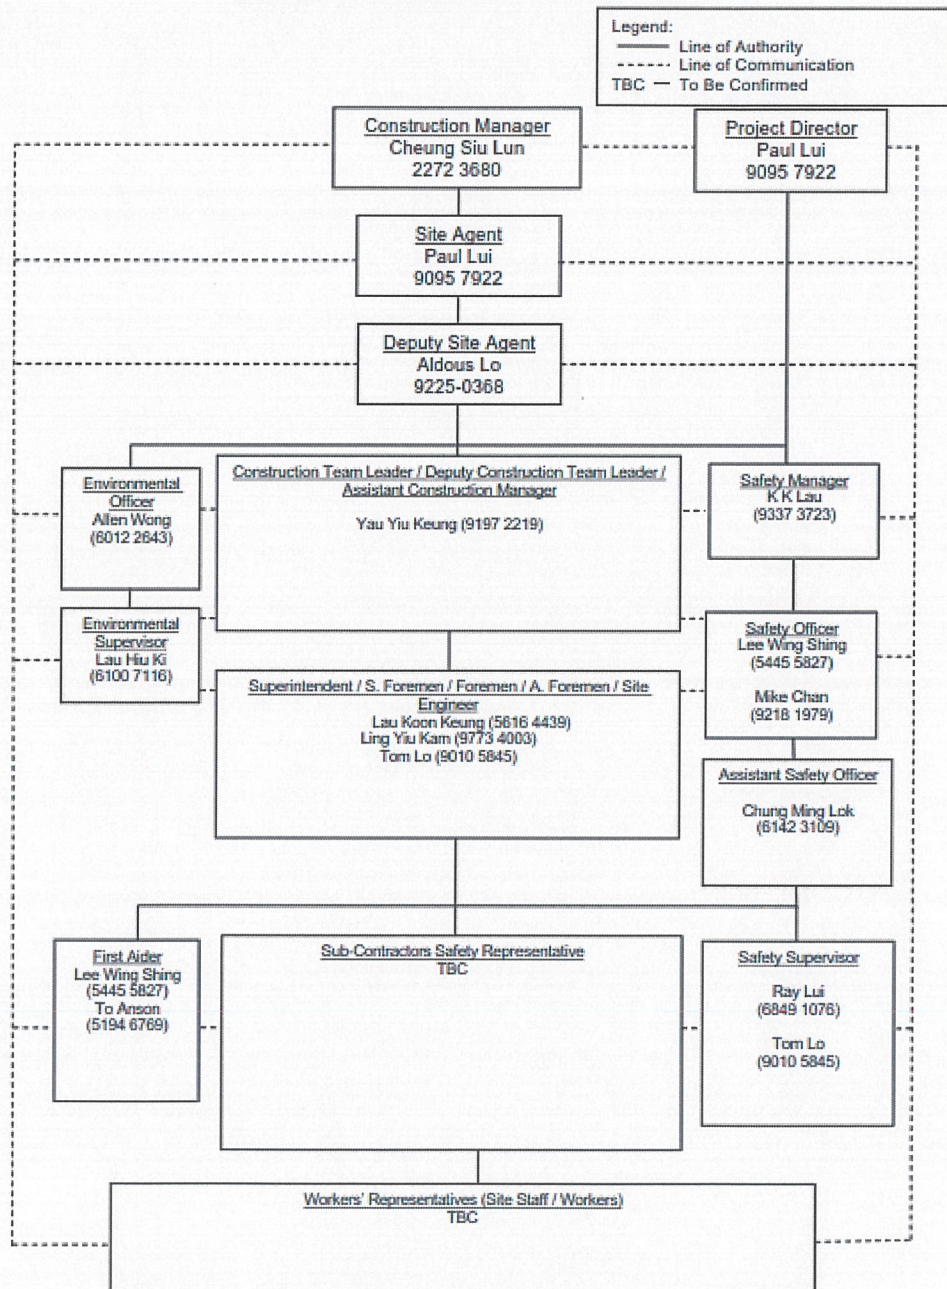 Legend:
Line of Authority
Line of Communication
TBC — To Be Confirmed
Construction Manager
Cheung Siu Lun
2272 3680
Project Director
Paul Lui
9095 7922
Site Agent
Paul Lui
9095 7922
Deputy Site Agent
Aldous Lo
9225-0368
Environmental
Officer
Allen Wong
(6012 2643)
Construction Team Leader / Deputy Construction Team Leader /
Assistant Construction Manager
Yau Yiu Keung (9197 2219)
Safety Manager
K K Lau
(9337 3723)
Environmental
Supervisor
Lau Hiu Ki
(6100 7116)
Safety Officer
Lee Wing Shing
(5445 5827)
Mike Chan
(9218 1979)
Superintendent / S. Foremen / Foremen / A. Foremen / Site
Engineer
Lau Koon Keung (5616 4439)
Ling Yiu Kam (9773 4003)
Tom Lo (9010 5845)
Assistant Safety Officer
Chung Ming Lok
(6142 3109)
First Aider
Lee Wing Shing
(5445 5827)
To Anson
(5194 6769)
Sub-Contractors Safety Representative
TBC
Safety Supervisor
Ray Lui
(6849 1076)
Tom Lo
(9010 5845)
Workers' Representatives (Site Staff / Workers)
TBC